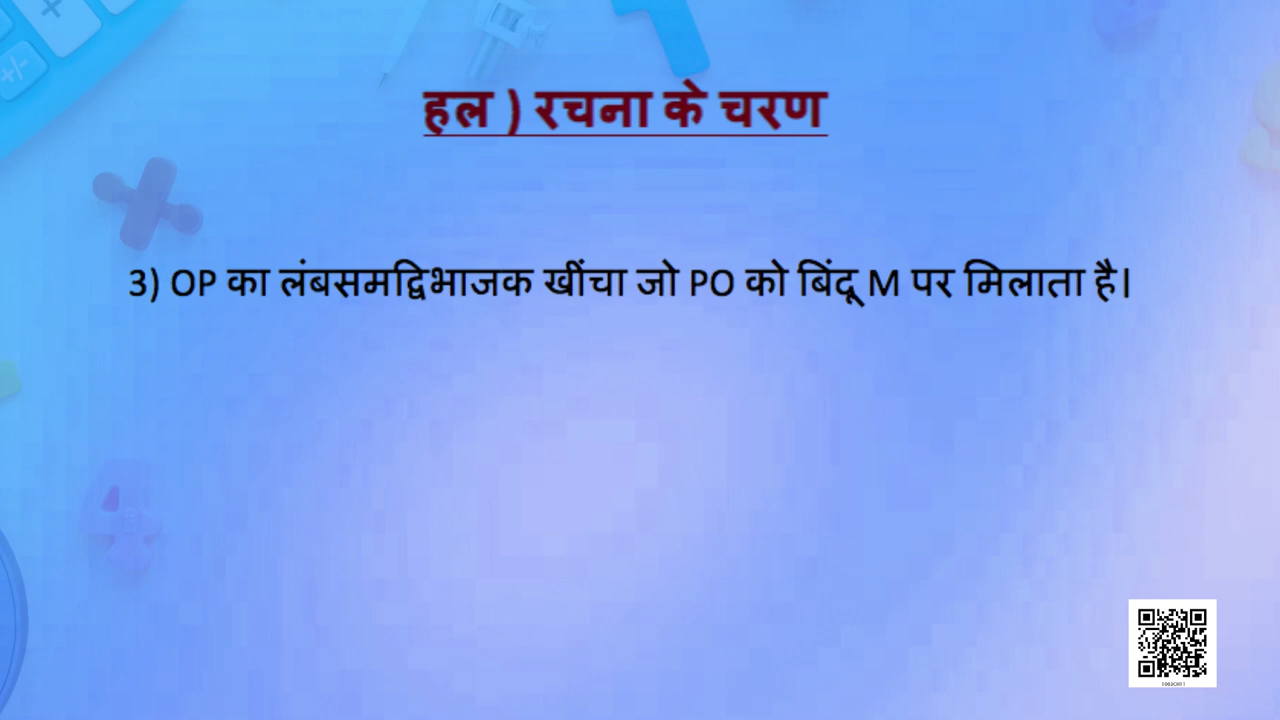 हल ) रचना के चरण
3) OP का लंबसमद्विभाजक खींचा जो PO को बिंदू M पर मिलाता है।